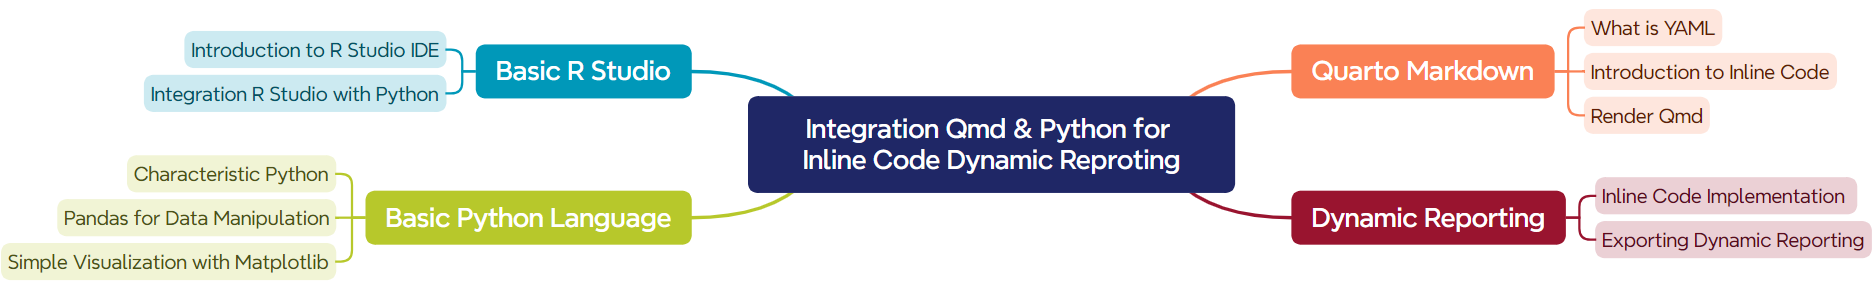 Integration Qmd & Python for
Inline Code Dynamic Reproting
Basic R Studio
Introduction to R Studio IDE
Integration R Studio with Python
Basic Python Language
Characteristic Python
Pandas for Data Manipulation
Simple Visualization with Matplotlib
Quarto Markdown
What is YAML
Introduction to Inline Code
Render Qmd
Dynamic Reporting
Inline Code Implementation
Exporting Dynamic Reporting